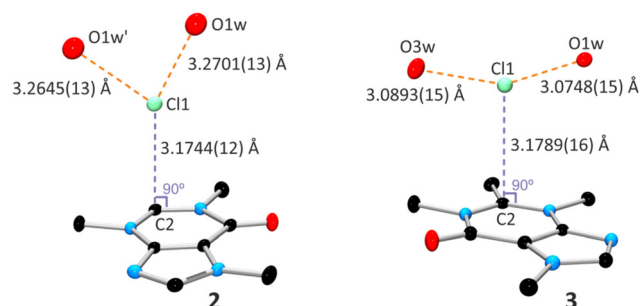 O1w'
O1w
3.2645(13) Å
3.2701(13) Å
Cl1
3.1744(12) Å
90º
C2
2
O3w
O1w
Cl1
3.0893(15) Å
3.0748(15) Å
3.1789(16) Å
90º
C2
3